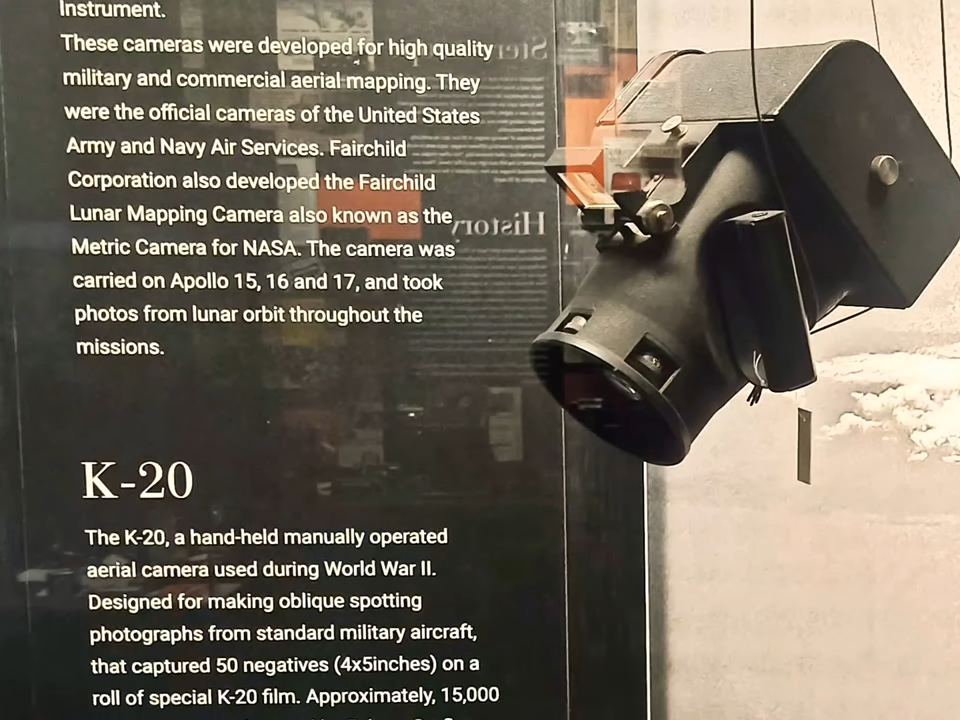 Instrument.
These cameras were developed for high quality
military and commercial aerial mapping. They
were the official cameras of the United States
Army and Navy Air Services. Fairchild
Corporation also developed the Fairchild
Lunar Mapping Camera also known as the
Metric Camera for NASA. The camera was
carried on Apollo 15, 16 and 17, and took
photos from lunar orbit throughout the
missions.
K-20
The K-20, a hand-held manually operated
aerial camera used during World War II.
Designed for making oblique spotting
photographs from standard military aircraft,
that captured 50 negatives (4x5inches) on a
roll of special K-20 film. Approximately, 15,000
History